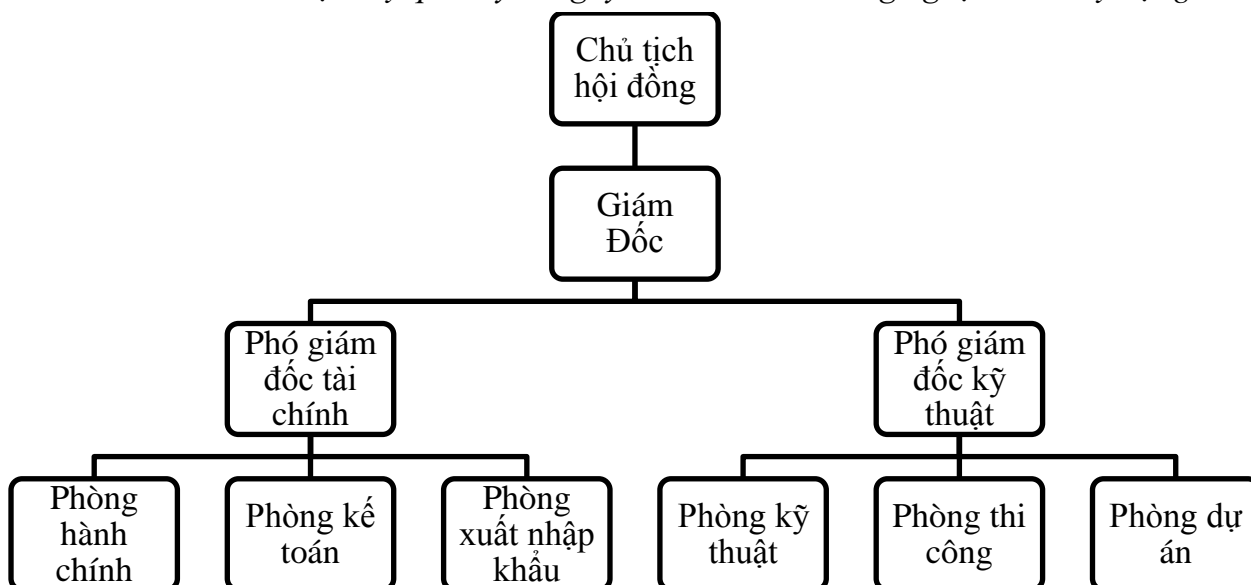 Chủ tịch
hội đồng
Giám
Đốc
Phó giám
đốc tài
chính
Phó giám
đốc kỹ
thuật
Phòng
hành
chính
Phòng kế
toán
Phòng
xuất nhập
khẩu
Phòng kỹ
thuật
Phòng thi
công
Phòng dự
án